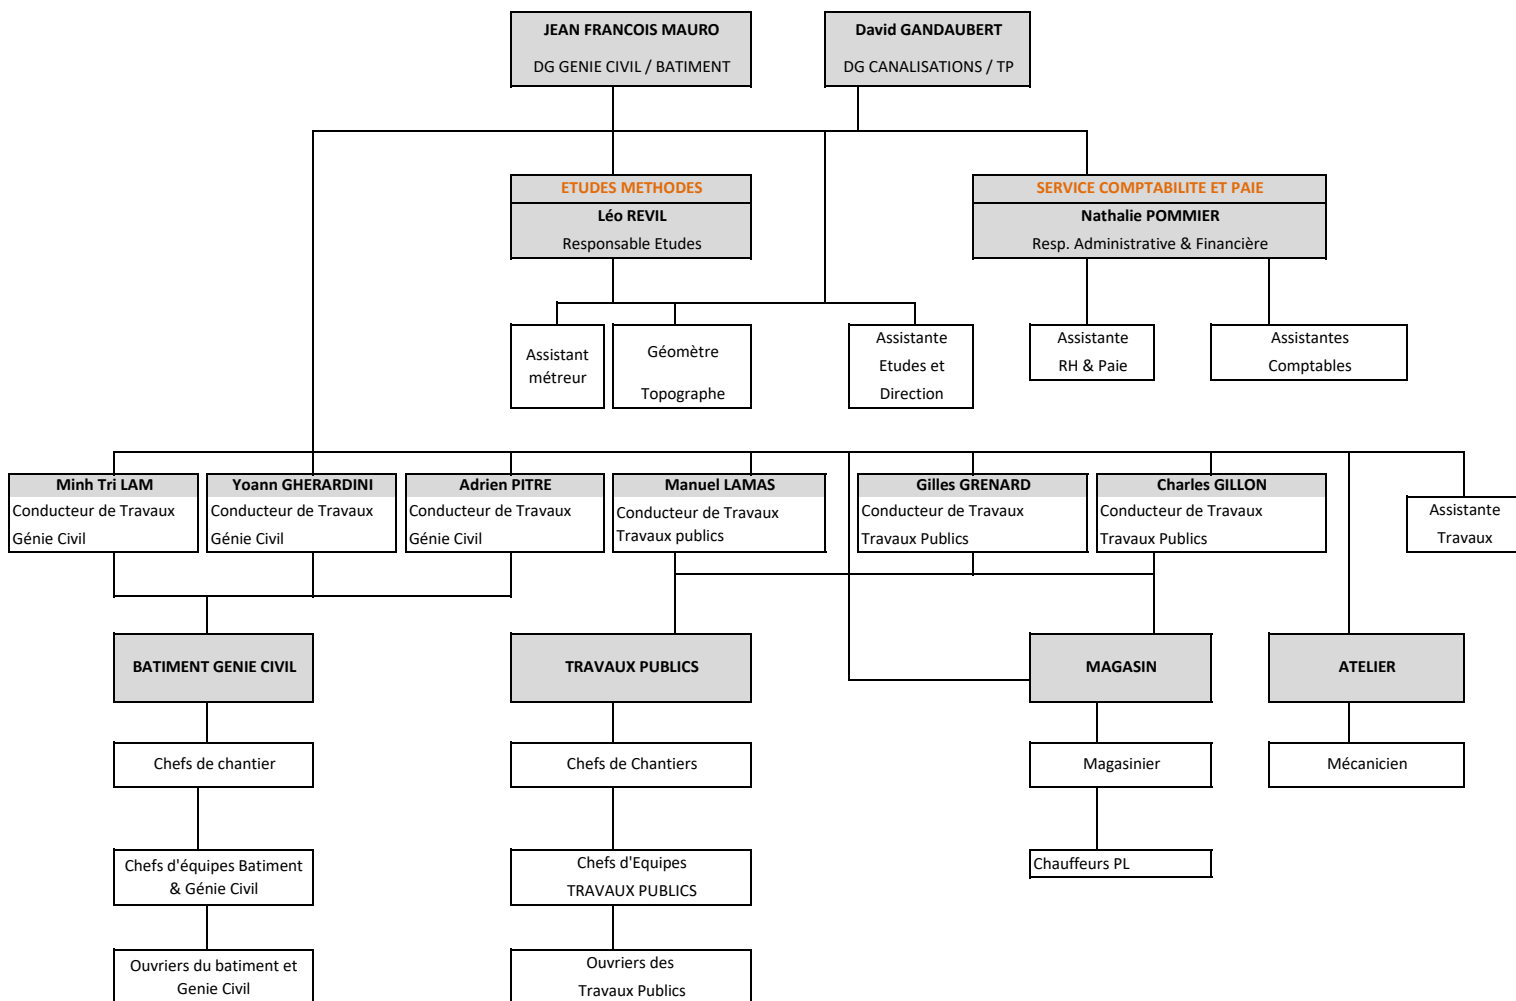 JEAN FRANCOIS MAURO
DG GENIE CIVIL / BATIMENT
David GANDAUBERT
DG CANALISATIONS / TP
ETUDES METHODES
Léo REVIL
Responsable Etudes
SERVICE COMPTABILITE ET PAIE
Nathalie POMMIER
Resp. Administrative & Financière
Assistant
métreur
Géomètre
Topographe
Assistante
Etudes et
Direction
Assistante
RH & Paie
Assistantes
Comptables
Minh Tri LAM
Conducteur de Travaux
Génie Civil
Yoann GHERARDINI
Conducteur de Travaux
Génie Civil
Adrien PITRE
Conducteur de Travaux
Génie Civil
Manuel LAMAS
Conducteur de Travaux
Travaux publics
Gilles GRENARD
Conducteur de Travaux
Travaux Publics
Charles GILLON
Conducteur de Travaux
Travaux Publics
Assistante
Travaux
BATIMENT GENIE CIVIL
TRAVAUX PUBLICS
MAGASIN
ATELIER
Chefs de chantier
Chefs de Chantiers
Magasinier
Mécanicien
Chefs d'équipes Batiment
& Génie Civil
Chefs d'Equipes
TRAVAUX PUBLICS
Chauffeurs PL
Ouvriers du batiment et
Genie Civil
Ouvriers des
Travaux Publics